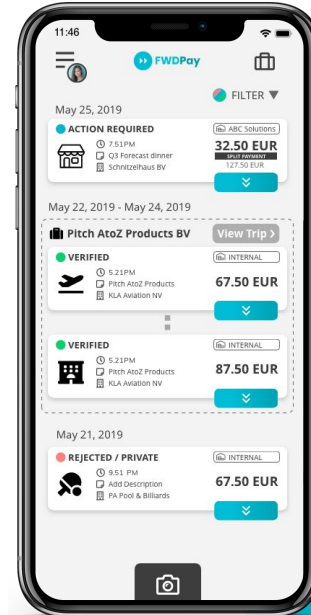 11:46
FWDPay
FILTER
May 25, 2019
ACTION REQUIRED
ABC Solutions
7.51PM
32.50 EUR
Q3 Forecast dinner
SPLIT PAYMENT
Schnitzelhaus BV
127.50 EUR
May 22, 2019 - May 24, 2019
Pitch AtoZ Products BV
View Trip >
VERIFIED
INTERNAL
5.21PM
Pitch AtoZ Products
67.50 EUR
KLA Aviation NV
VERIFIED
INTERNAL
5.21PM
Pitch AtoZ Products
87.50 EUR
KLA Aviation NV
May 21, 2019
REJECTED / PRIVATE
INTERNAL
9.51 PM
Add Description
67.50 EUR
PA Pool & Billiards